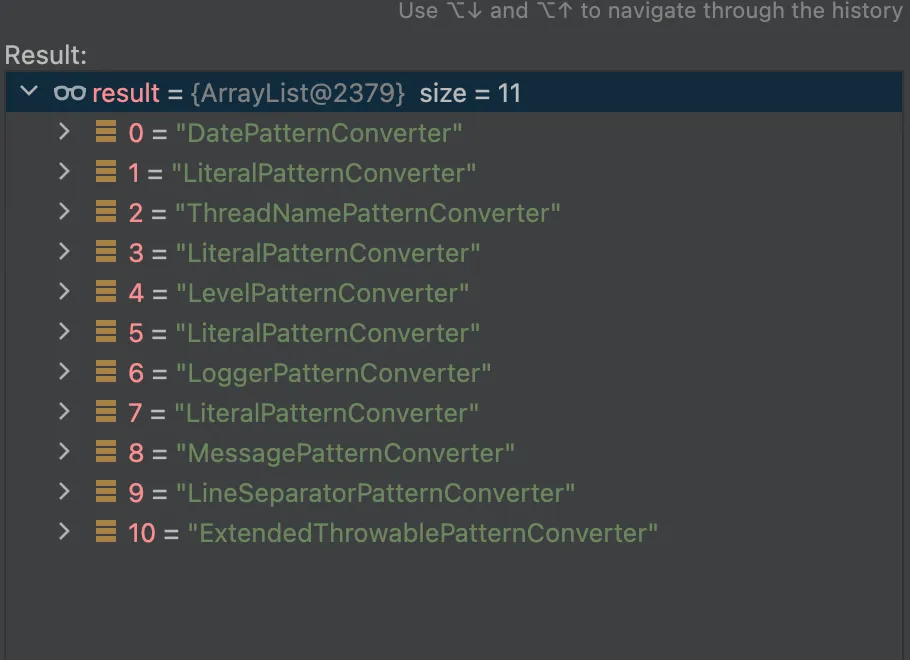 Use ⌥↓ and ⌥↑ to navigate through the history
Result:
result = {ArrayList@2379} size = 11
0 = "DatePatternConverter"
1 = "LiteralPatternConverter"
2 = "ThreadNamePatternConverter"
3 = "LiteralPatternConverter"
4 = "LevelPatternConverter"
5 = "LiteralPatternConverter"
6 = "LoggerPatternConverter"
7 = "LiteralPatternConverter"
8 = "MessagePatternConverter"
9 = "LineSeparatorPatternConverter"
10 = "ExtendedThrowablePatternConverter"